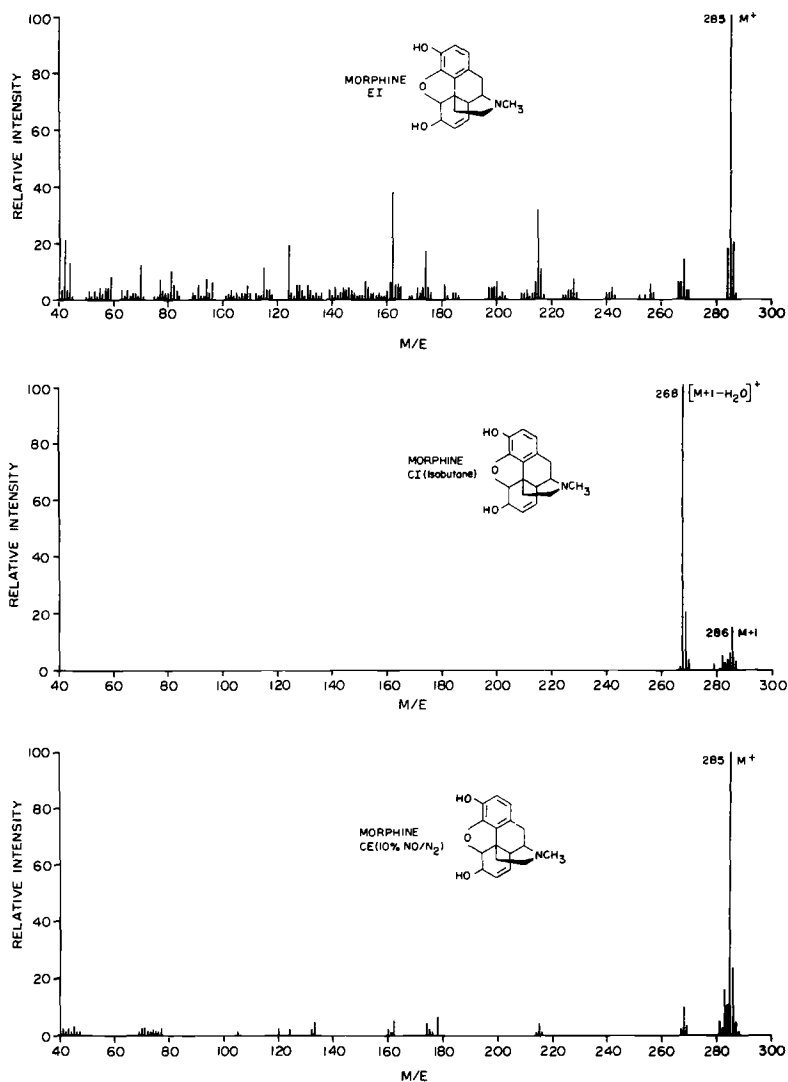 100
80
60
40
20
0
RELATIVE INTENSITY
MORPHINE
EI
HO
O
HO
NCH3
285 M+
40 60 80 100 120 140 160 180 200 220 240 260 280 300
M/E
100
80
60
40
20
0
RELATIVE INTENSITY
MORPHINE
CI (Isobutane)
HO
O
HO
NCH3
268 [M+1-H2O]+
286 M+1
40 60 80 100 120 140 160 180 200 220 240 260 280 300
M/E
100
80
60
40
20
0
RELATIVE INTENSITY
MORPHINE
CE (10% NO/N2)
HO
O
HO
NCH3
285 M+
40 60 80 100 120 140 160 180 200 220 240 260 280 300
M/E